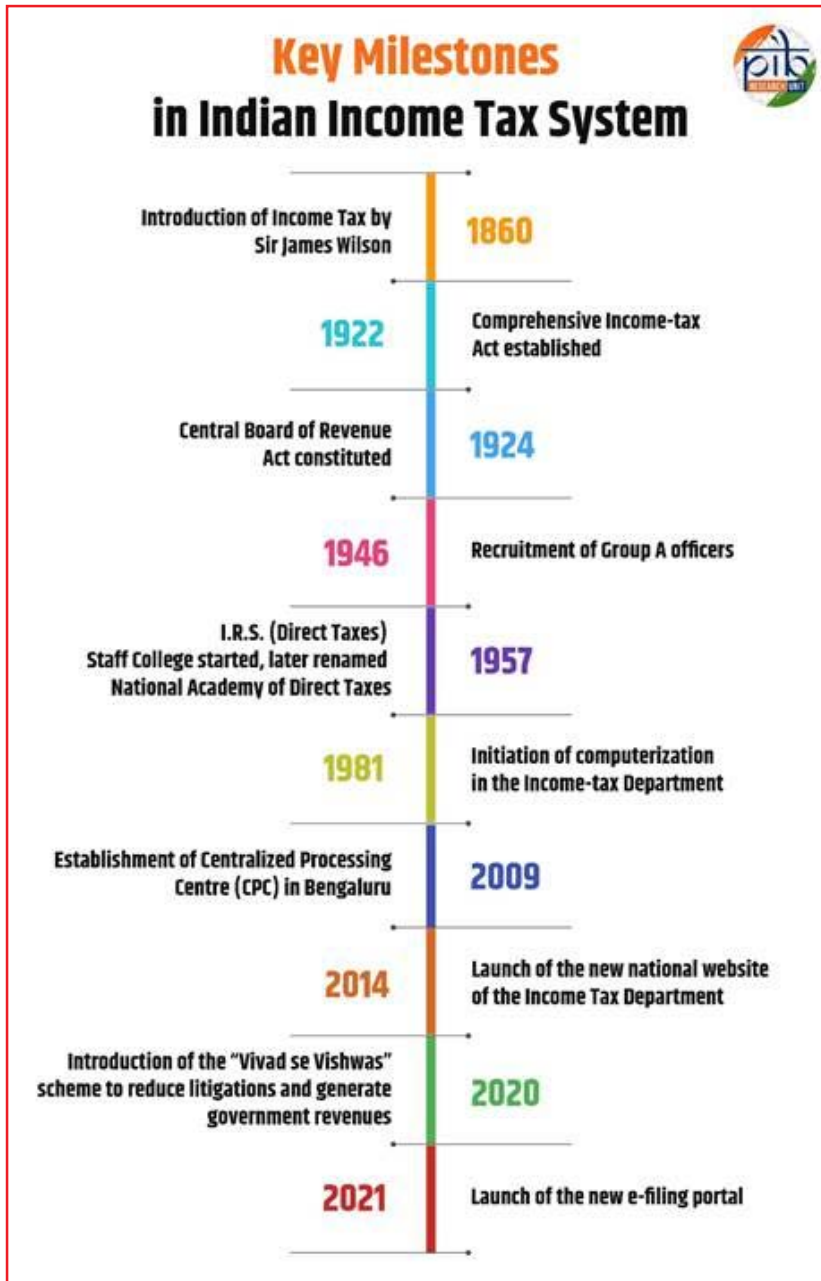 Key Milestones
in Indian Income Tax System
pib
RESEARCH UNIT
Introduction of Income Tax by
Sir James Wilson
1860
1922
Comprehensive Income-tax
Act established
Central Board of Revenue
Act constituted
1924
1946
Recruitment of Group A officers
I.R.S. (Direct Taxes)
Staff College started, later renamed
National Academy of Direct Taxes
1957
1981
Initiation of computerization
in the Income-tax Department
Establishment of Centralized Processing
Centre (CPC) in Bengaluru
2009
2014
Launch of the new national website
of the Income Tax Department
Introduction of the “Vivad se Vishwas”
scheme to reduce litigations and generate
government revenues
2020
2021
Launch of the new e-filing portal